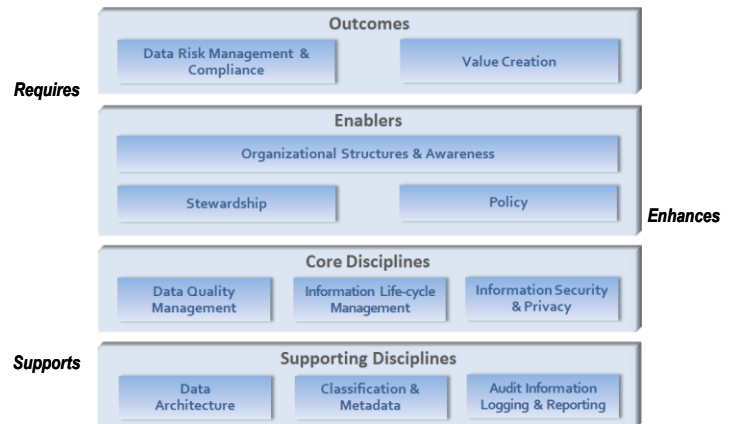 Outcomes
Data Risk Management &
Compliance
Value Creation
Requires
Enablers
Organizational Structures & Awareness
Stewardship
Policy
Enhances
Core Disciplines
Data Quality
Management
Information Life-cycle
Management
Information Security
& Privacy
Supports
Supporting Disciplines
Data
Architecture
Classification &
Metadata
Audit Information
Logging & Reporting